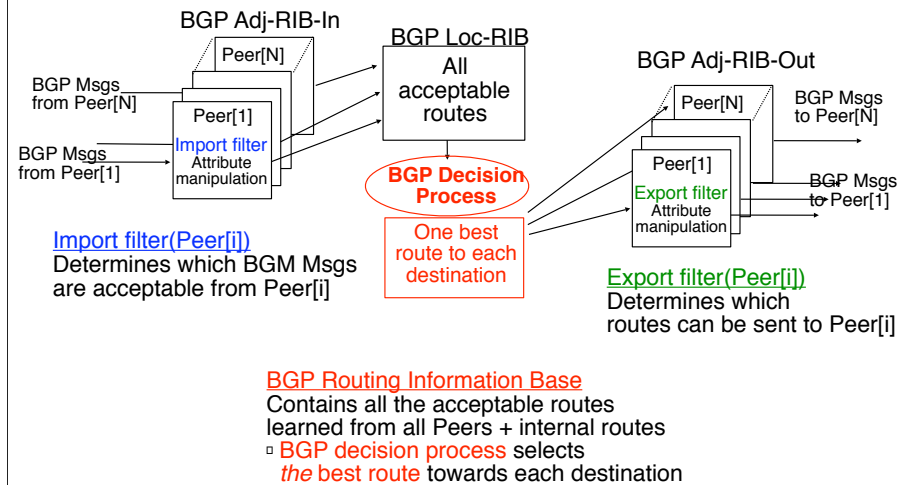 BGP Adj-RIB-In
Peer[N]
BGP Msgs
from Peer[N]
Peer[1]
Import filter
Attribute
manipulation
BGP Msgs
from Peer[1]
BGP Loc-RIB
All
acceptable
routes
BGP Decision
Process
One best
route to each
destination
BGP Adj-RIB-Out
Peer[N]
BGP Msgs
to Peer[N]
Peer[1]
Export filter
Attribute
manipulation
BGP Msgs
to Peer[1]
Import filter(Peer[i])
Determines which BGM Msgs
are acceptable from Peer[i]
Export filter(Peer[i])
Determines which
routes can be sent to Peer[i]
BGP Routing Information Base
Contains all the acceptable routes
learned from all Peers + internal routes
▯ BGP decision process selects
the best route towards each destination